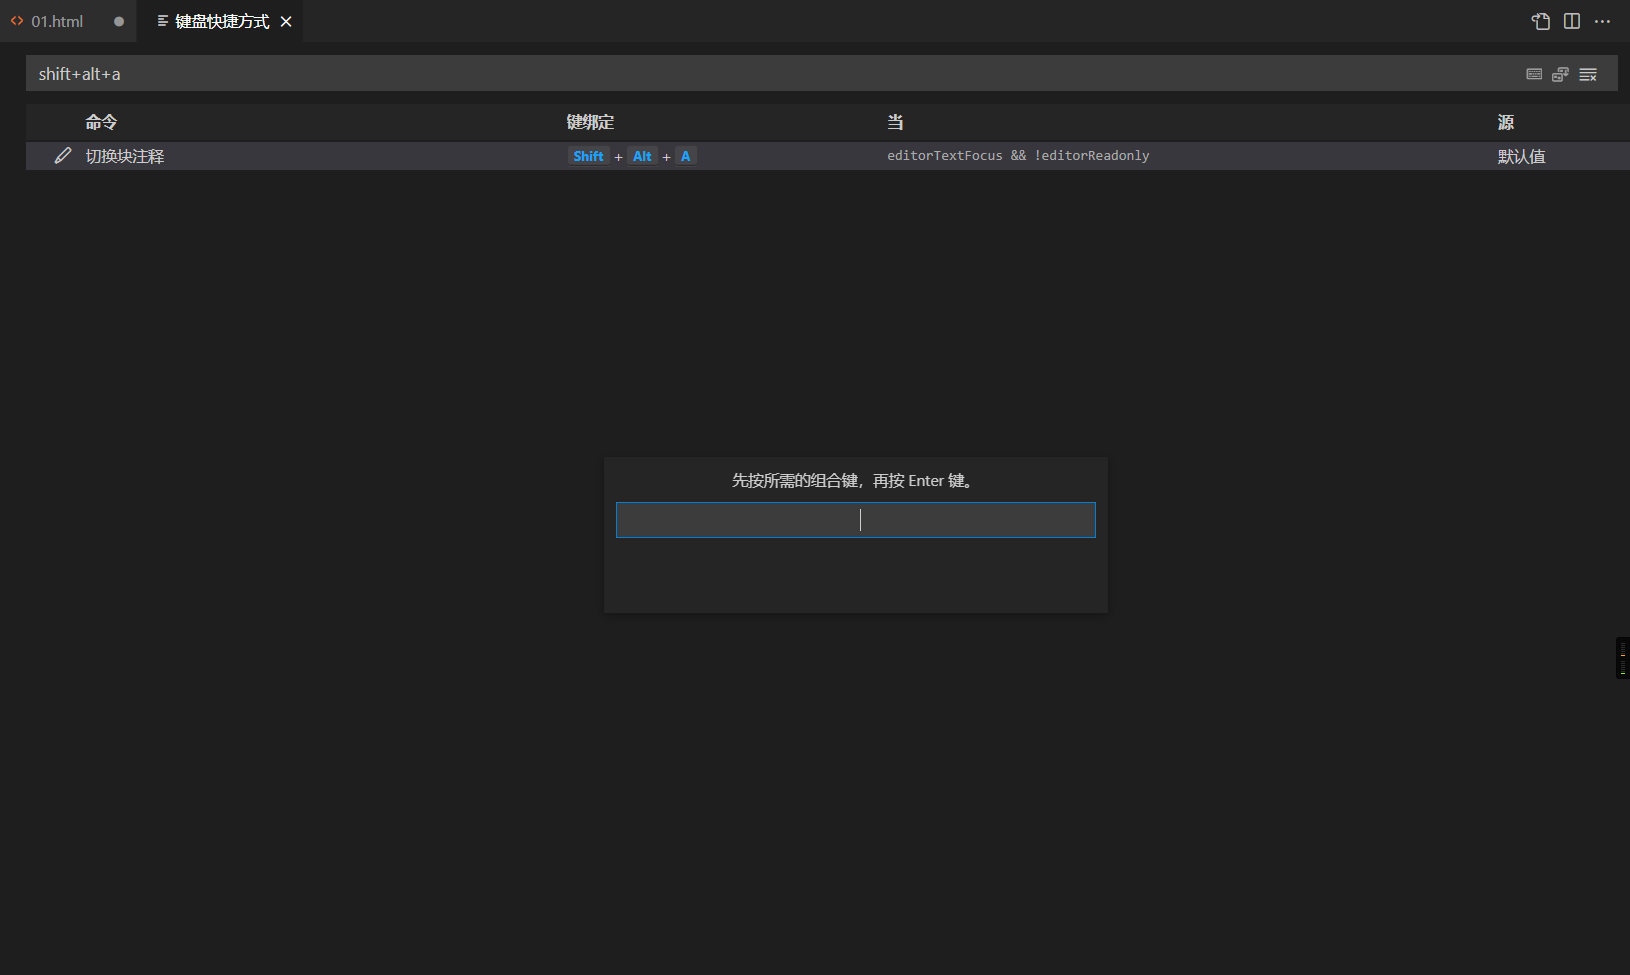 01.html
键盘快捷方式
shift+alt+a
命令 键绑定 当 源
切换块注释 Shift + Alt + A editorTextFocus && !editorReadonly 默认值
先按所需的组合键，再按 Enter 键。